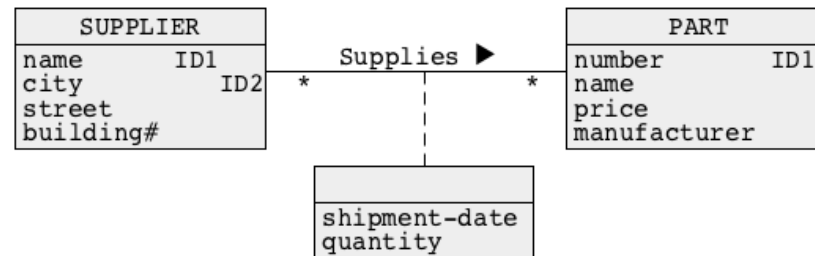 SUPPLIER
name ID1
city ID2
street
building#
Supplies ▶
*
*
PART
number ID1
name
price
manufacturer
shipment-date
quantity